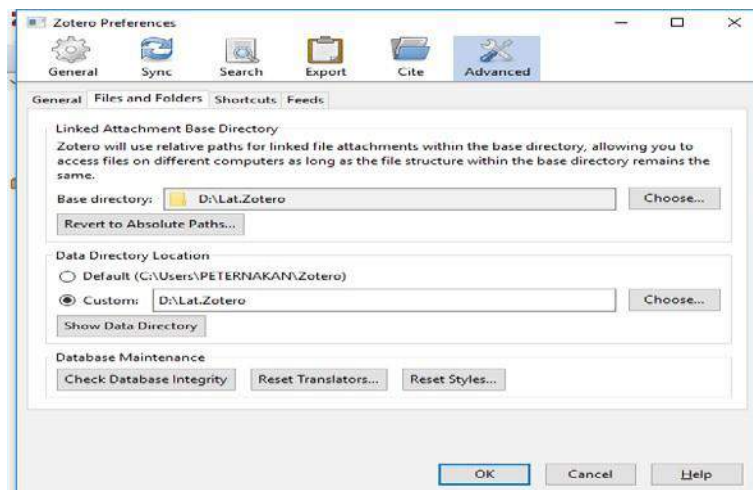 Zotero Preferences
General Sync Search Export Cite Advanced
General Files and Folders Shortcuts Feeds
Linked Attachment Base Directory
Zotero will use relative paths for linked file attachments within the base directory, allowing you to
access files on different computers as long as the file structure within the base directory remains the
same.
Base directory: D:\Lat.Zotero Choose...
Revert to Absolute Paths...
Data Directory Location
Default (C:\Users\PETERNAKAN\Zotero)
Custom: D:\Lat.Zotero Choose...
Show Data Directory
Database Maintenance
Check Database Integrity Reset Translators... Reset Styles...
OK Cancel Help